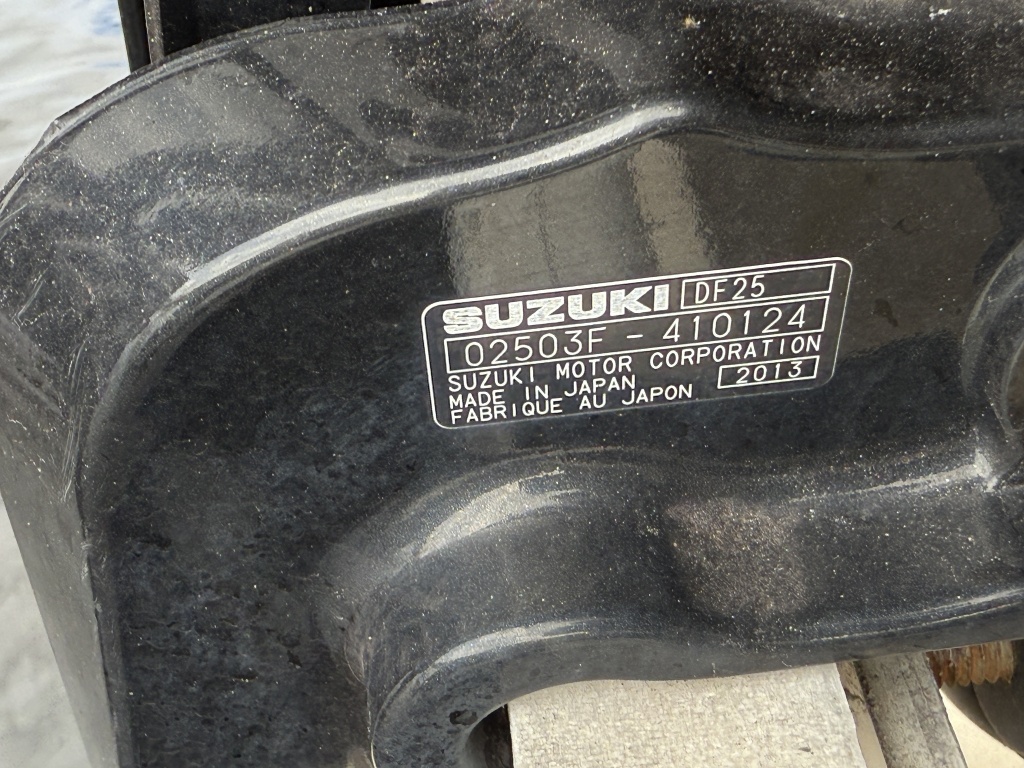 SUZUKI DF25
02503F - 410124
SUZUKI MOTOR CORPORATION
MADE IN JAPAN 2013
FABRIQUE AU JAPON